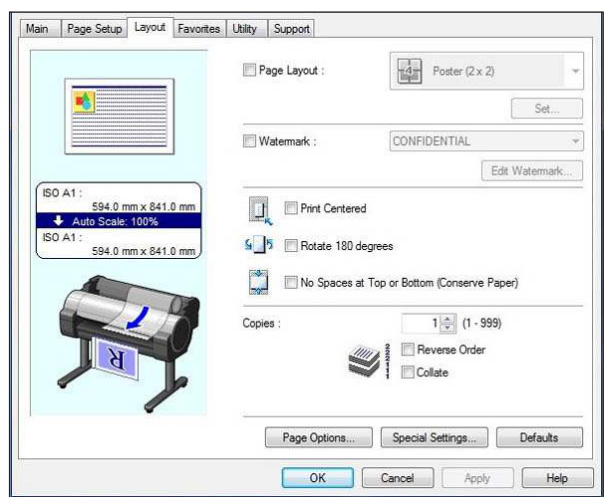 Main Page Setup Layout Favorites Utility Support
Page Layout :
4
Poster (2 x 2)
Set...
Watermark :
CONFIDENTIAL
Edit Watermark...
ISO A1 :
594.0 mm x 841.0 mm
Auto Scale: 100%
ISO A1 :
594.0 mm x 841.0 mm
Print Centered
Rotate 180 degrees
No Spaces at Top or Bottom (Conserve Paper)
R
Copies :
1 (1 - 999)
Reverse Order
Collate
Page Options... Special Settings... Defaults
OK Cancel Apply Help